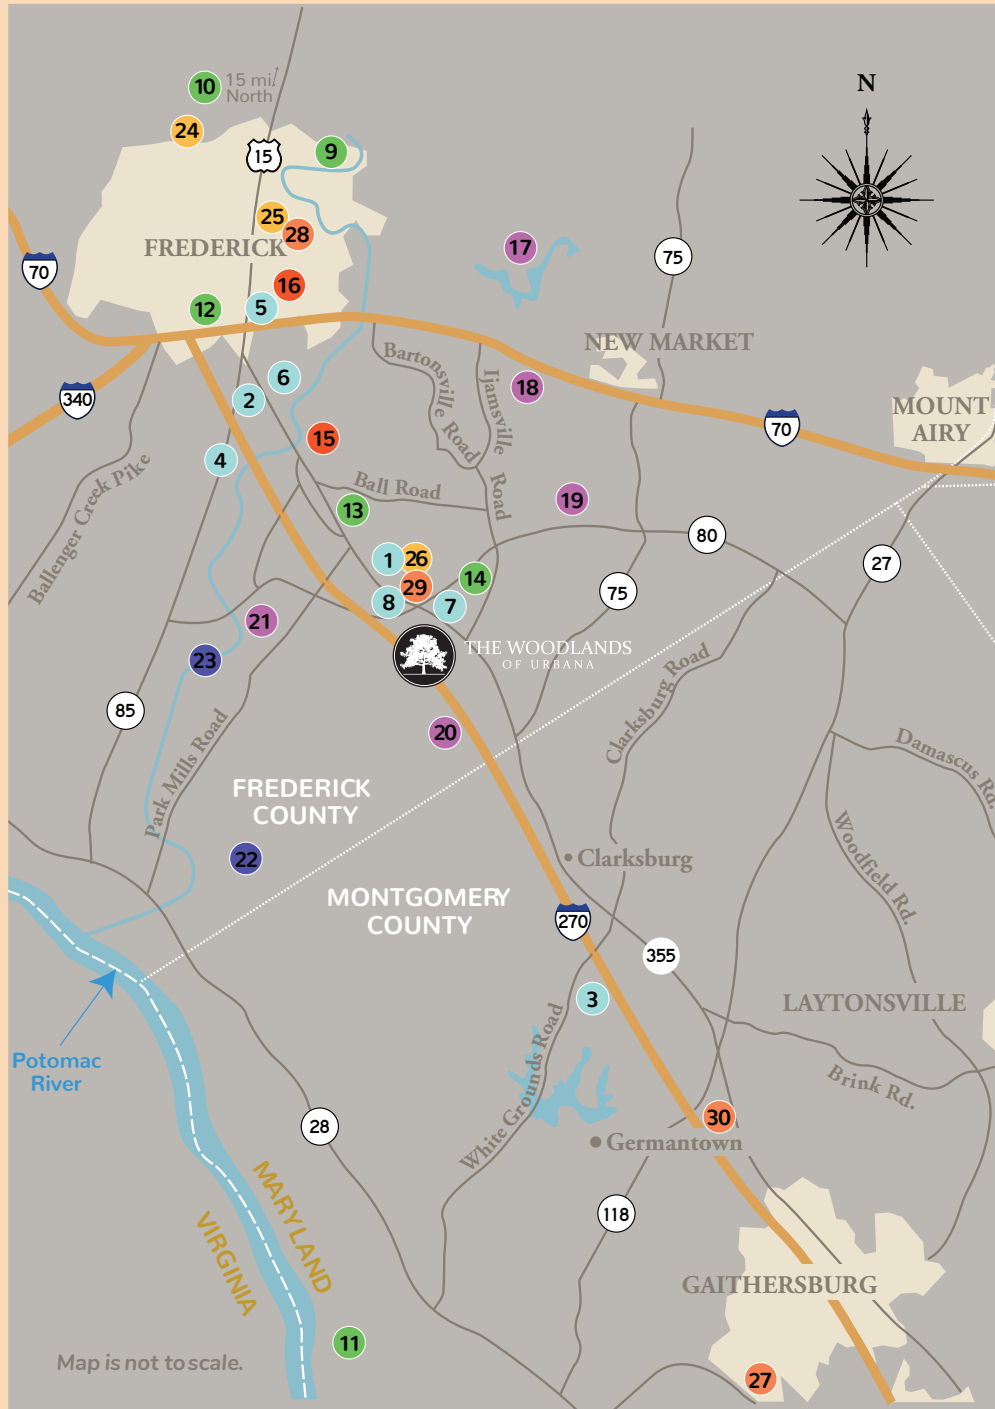 10
15 mi.
North
24
N
15
9
25
28
FREDERICK
17
75
70
16
12
5
NEW MARKET
Bartonsville Road
Ijamsville Road
6
18
340
2
MOUNT
AIRY
70
15
4
Ballenger Creek Pike
Ball Road
19
13
80
27
1
26
14
29
75
8
7
21
THE WOODLANDS
OF URBANA
23
Clarksburg Road
85
20
Damascus Rd.
Park Mills Road
FREDERICK
COUNTY
22
Clarksburg
Woodfield Rd.
MONTGOMERY
COUNTY
270
355
3
LAYTONSVILLE
White Grounds Road
Potomac
River
Brink Rd.
30
28
Germantown
MARYLAND
VIRGINIA
118
GAITHERSBURG
11
Map is not to scale.
27